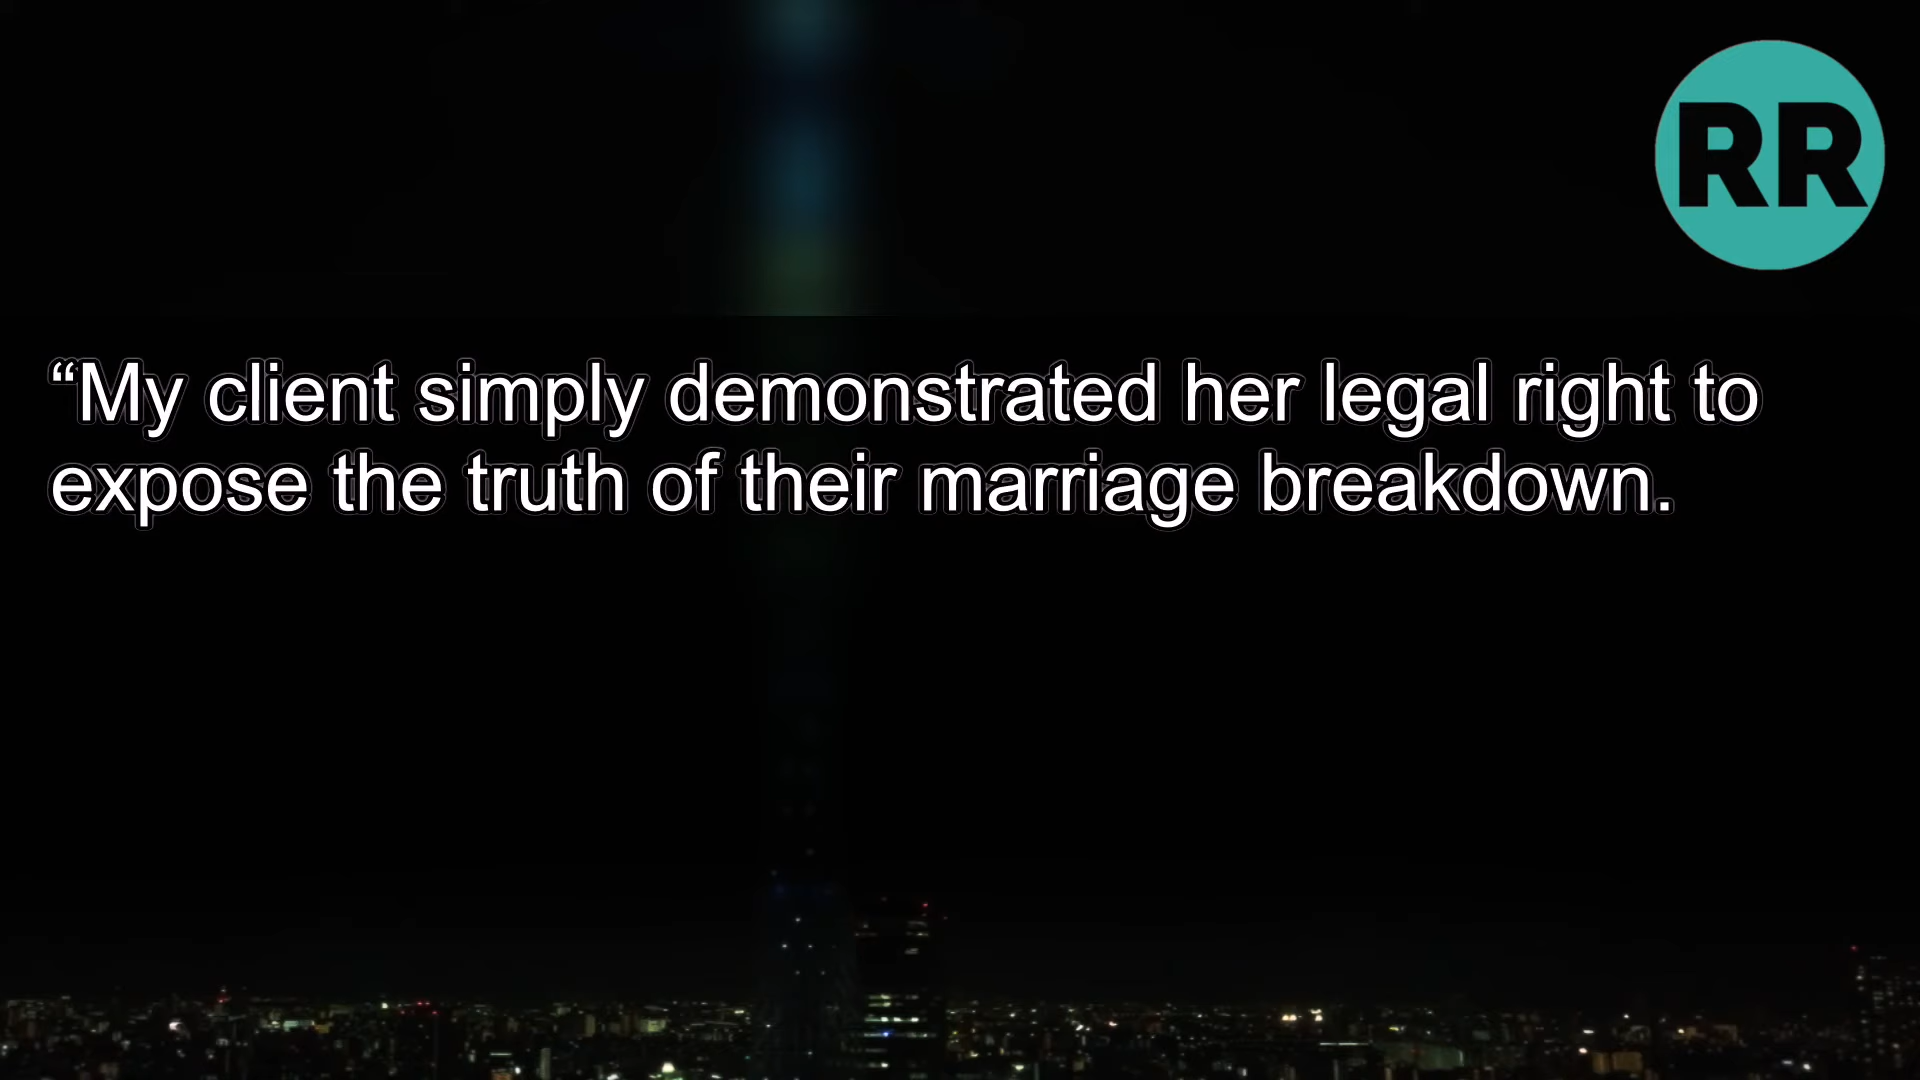 RR
“My client simply demonstrated her legal right to
expose the truth of their marriage breakdown.